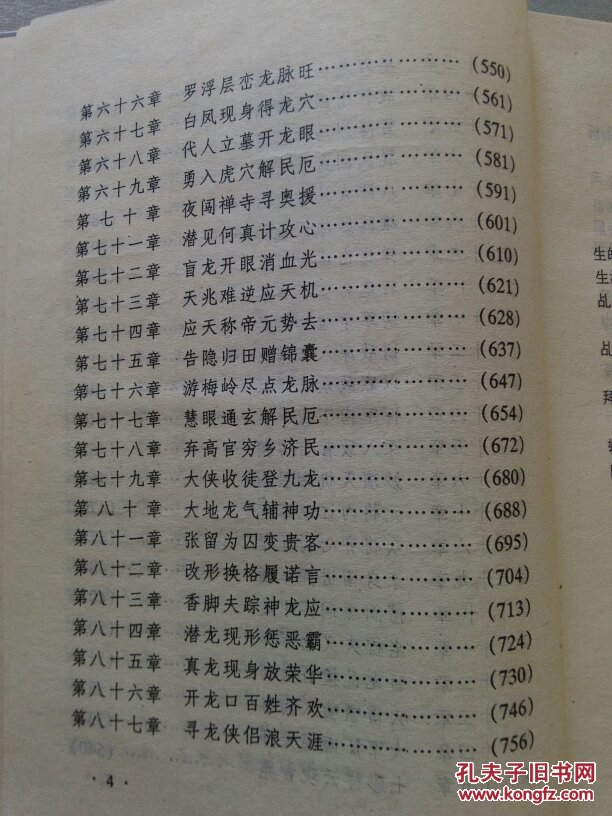 第六十六章 罗浮层峦龙脉旺………………(550)
第六十七章 白凤现身得龙穴………………(561)
第六十八章 代人立墓开龙眼………………(571)
第六十九章 勇入虎穴解民厄………………(581)
第七十章 夜闯禅寺寻奥援………………(591)
第七十一章 潜见何真计攻心………………(601)
第七十二章 盲龙开眼消血光………………(610)
第七十三章 天兆难逆应天机………………(621)
第七十四章 应天称帝元势去………………(628)
第七十五章 告隐归田赠锦囊………………(637)
第七十六章 游梅岭尽点龙脉………………(647)
第七十七章 慧眼通玄解民厄………………(654)
第七十八章 弃高官穷乡济民………………(672)
第七十九章 大侠收徒登九龙………………(680)
第八十章 大地龙气辅神功………………(688)
第八十一章 张留为囚变贵客………………(695)
第八十二章 改形换格履诺言………………(704)
第八十三章 香脚夫踪神龙应………………(713)
第八十四章 潜龙现形惩恶霸………………(724)
第八十五章 真龙现身放荣华………………(730)
第八十六章 开龙口百姓齐欢………………(746)
第八十七章 寻龙侠侣浪天涯………………(756)
·4·
生
生
拜
孔夫子旧书网
www.kongfz.com